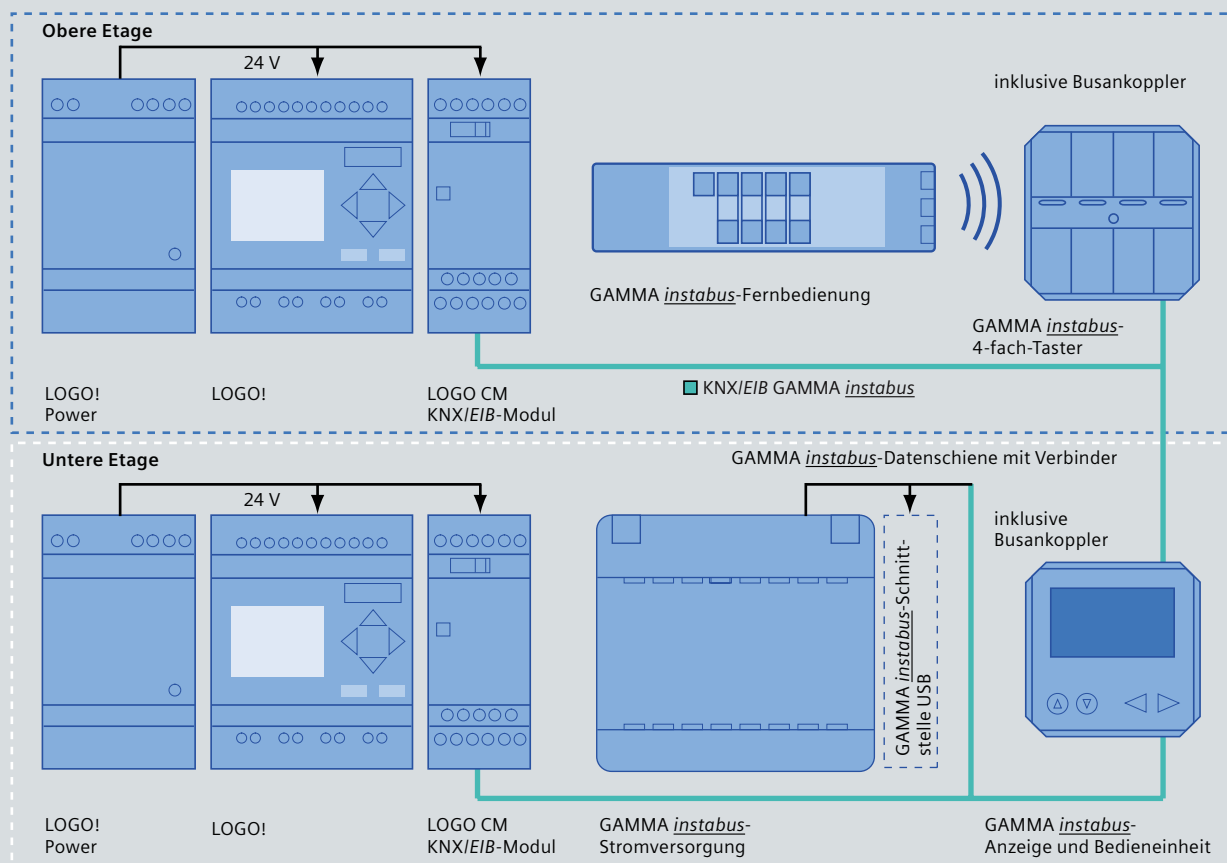 Obere Etage
24 V
inklusive Busankoppler
GAMMA instabus-Fernbedienung
GAMMA instabus-
4-fach-Taster
LOGO!
Power
LOGO!
LOGO CM
KNX/EIB-Modul
KNX/EIB GAMMA instabus
Untere Etage
GAMMA instabus-Datenschiene mit Verbinder
24 V
inklusive
Busankoppler
GAMMA instabus-Schnitt-
stelle USB
LOGO!
Power
LOGO!
LOGO CM
KNX/EIB-Modul
GAMMA instabus-
Stromversorgung
GAMMA instabus-
Anzeige und Bedieneinheit